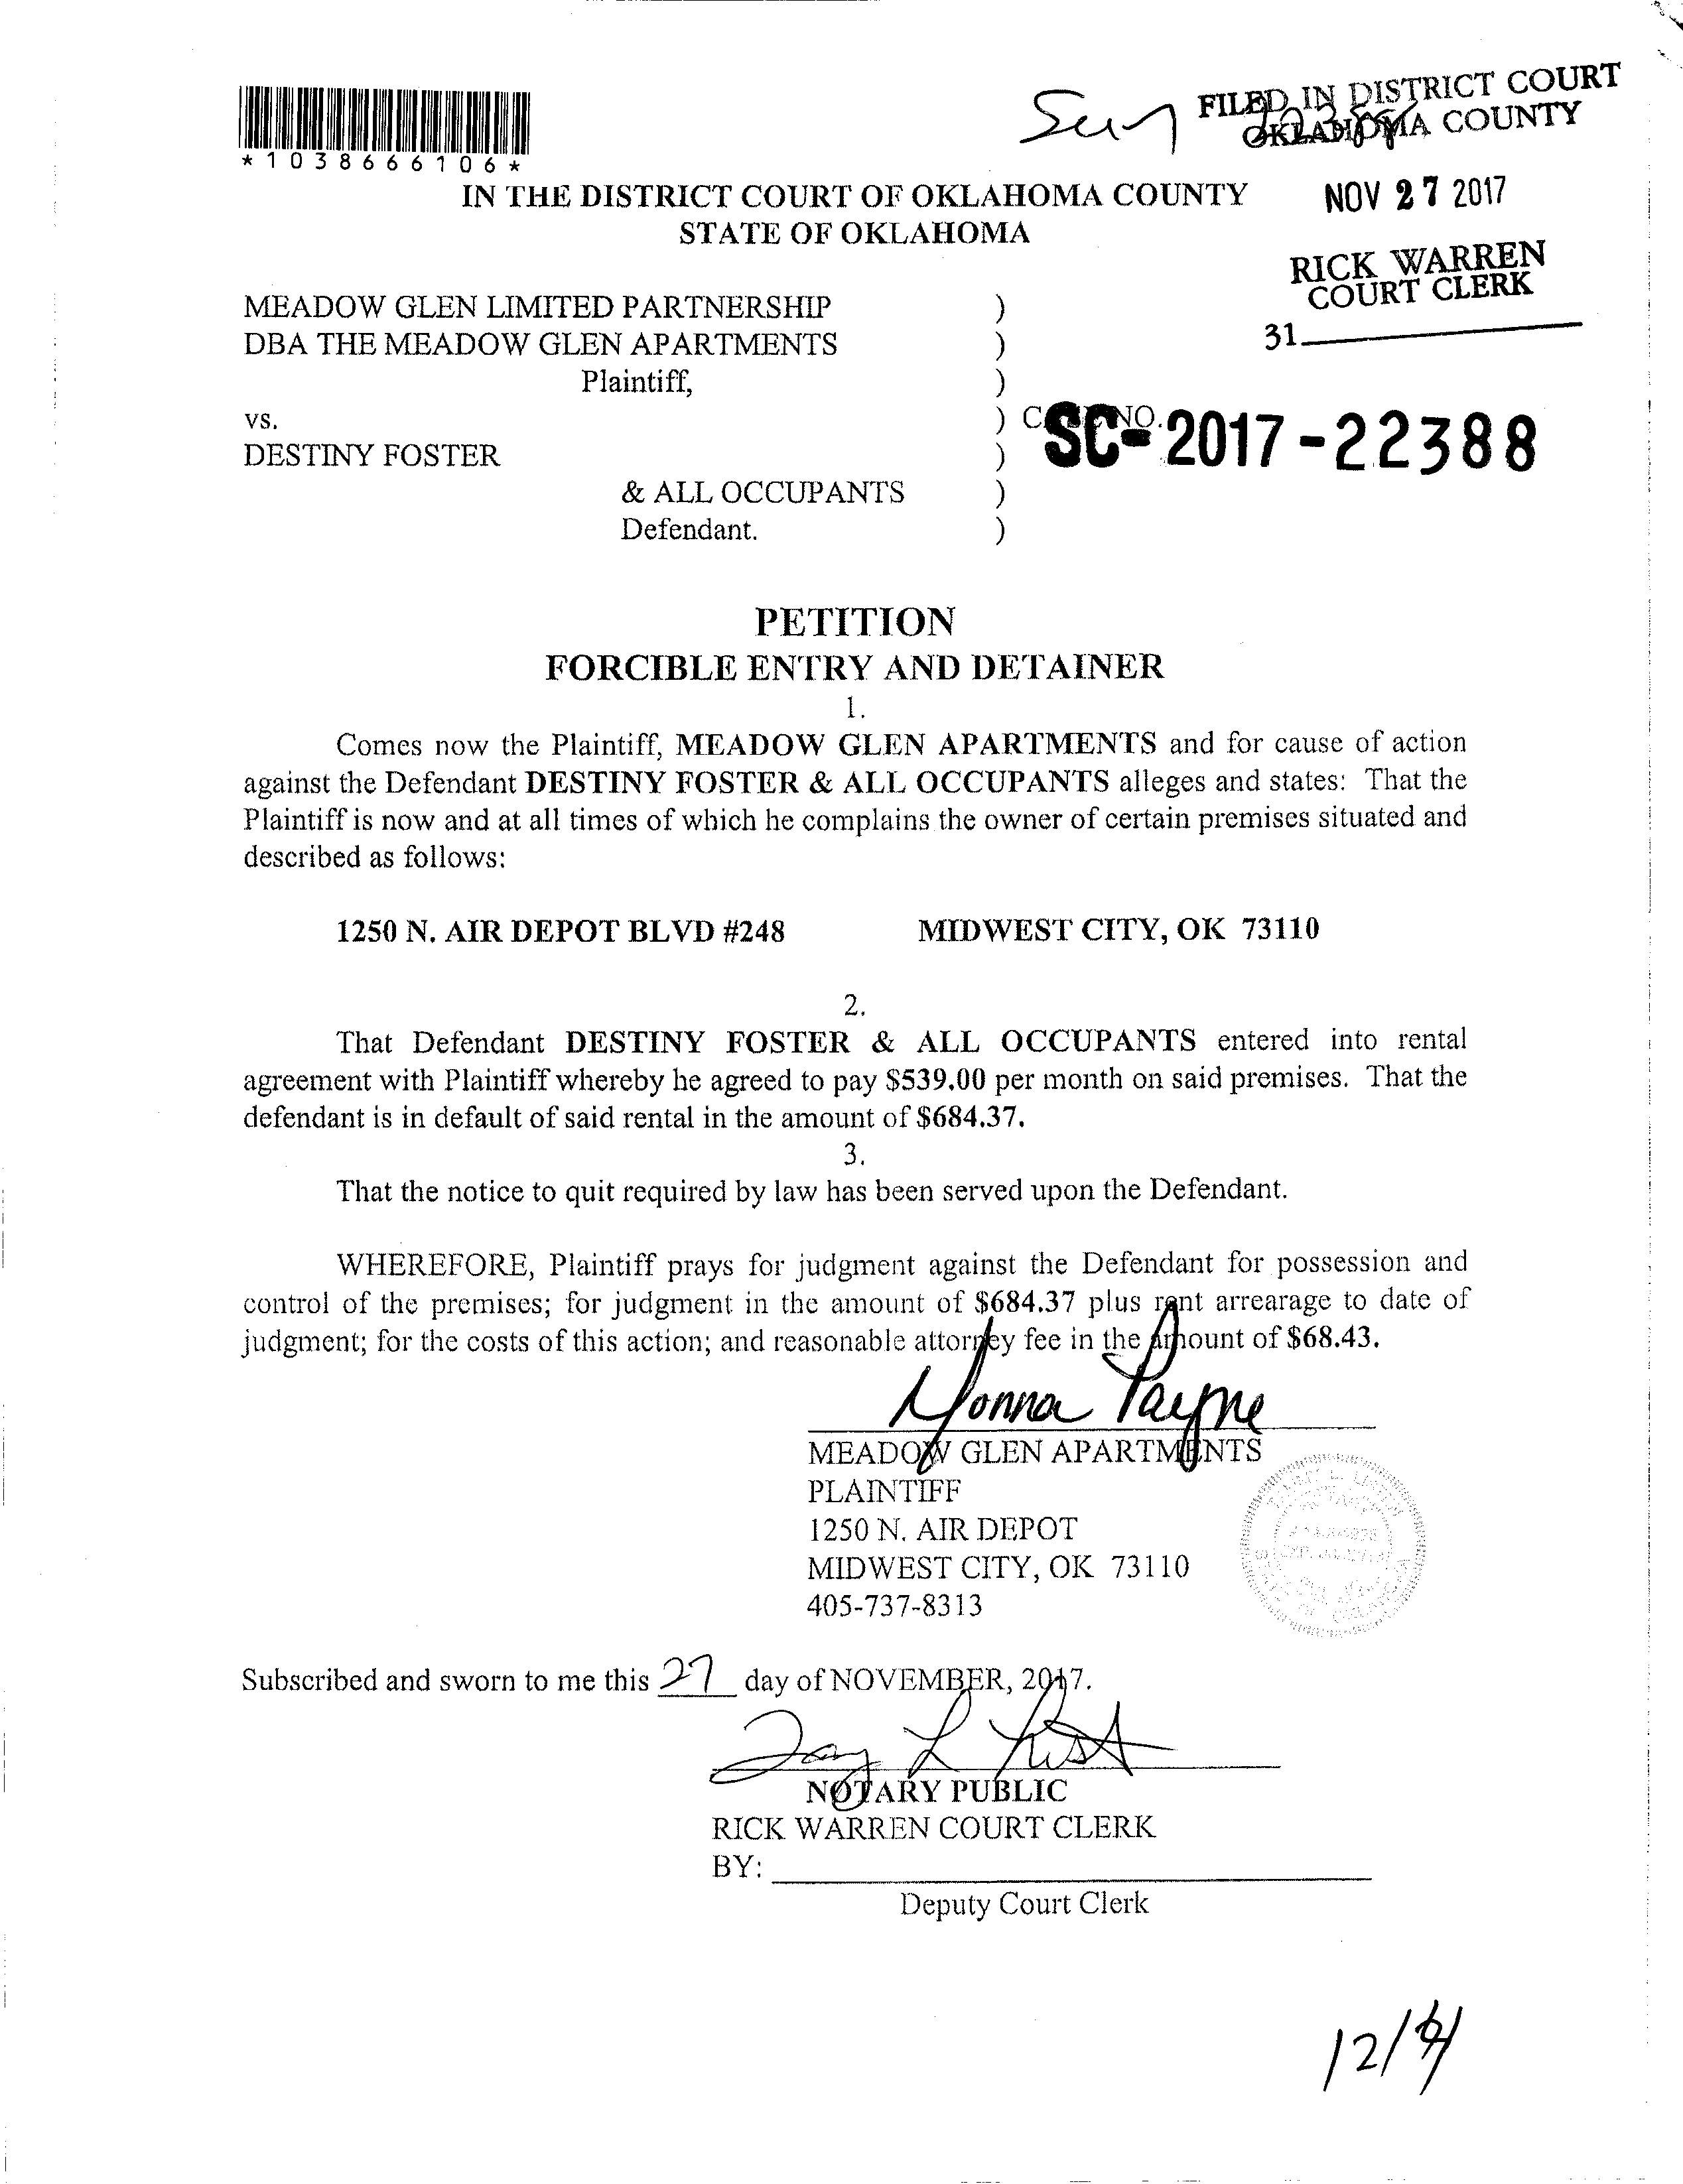 FILED IN DISTRICT COURT
OKLAHOMA COUNTY
*1038666106*
IN THE DISTRICT COURT OF OKLAHOMA COUNTY
STATE OF OKLAHOMA
NOV 27 2017
RICK WARREN
COURT CLERK
31
MEADOW GLEN LIMITED PARTNERSHIP )
DBA THE MEADOW GLEN APARTMENTS )
Plaintiff, )
vs. ) NO. SC-2017-22388
DESTINY FOSTER )
& ALL OCCUPANTS )
Defendant. )
PETITION
FORCIBLE ENTRY AND DETAINER
1.
Comes now the Plaintiff, MEADOW GLEN APARTMENTS and for cause of action
against the Defendant DESTINY FOSTER & ALL OCCUPANTS alleges and states: That the
Plaintiff is now and at all times of which he complains the owner of certain premises situated and
described as follows:
1250 N. AIR DEPOT BLVD #248 MIDWEST CITY, OK 73110
2.
That Defendant DESTINY FOSTER & ALL OCCUPANTS entered into rental
agreement with Plaintiff whereby he agreed to pay $539.00 per month on said premises. That the
defendant is in default of said rental in the amount of $684.37.
3.
That the notice to quit required by law has been served upon the Defendant.
WHEREFORE, Plaintiff prays for judgment against the Defendant for possession and
control of the premises; for judgment in the amount of $684.37 plus rent arrearage to date of
judgment; for the costs of this action; and reasonable attorney fee in the amount of $68.43.
Donna Payne
MEADOW GLEN APARTMENTS
PLAINTIFF
1250 N. AIR DEPOT
MIDWEST CITY, OK 73110
405-737-8313
Subscribed and sworn to me this 27 day of NOVEMBER, 2017.
NOTARY PUBLIC
RICK WARREN COURT CLERK
BY:
Deputy Court Clerk
12/